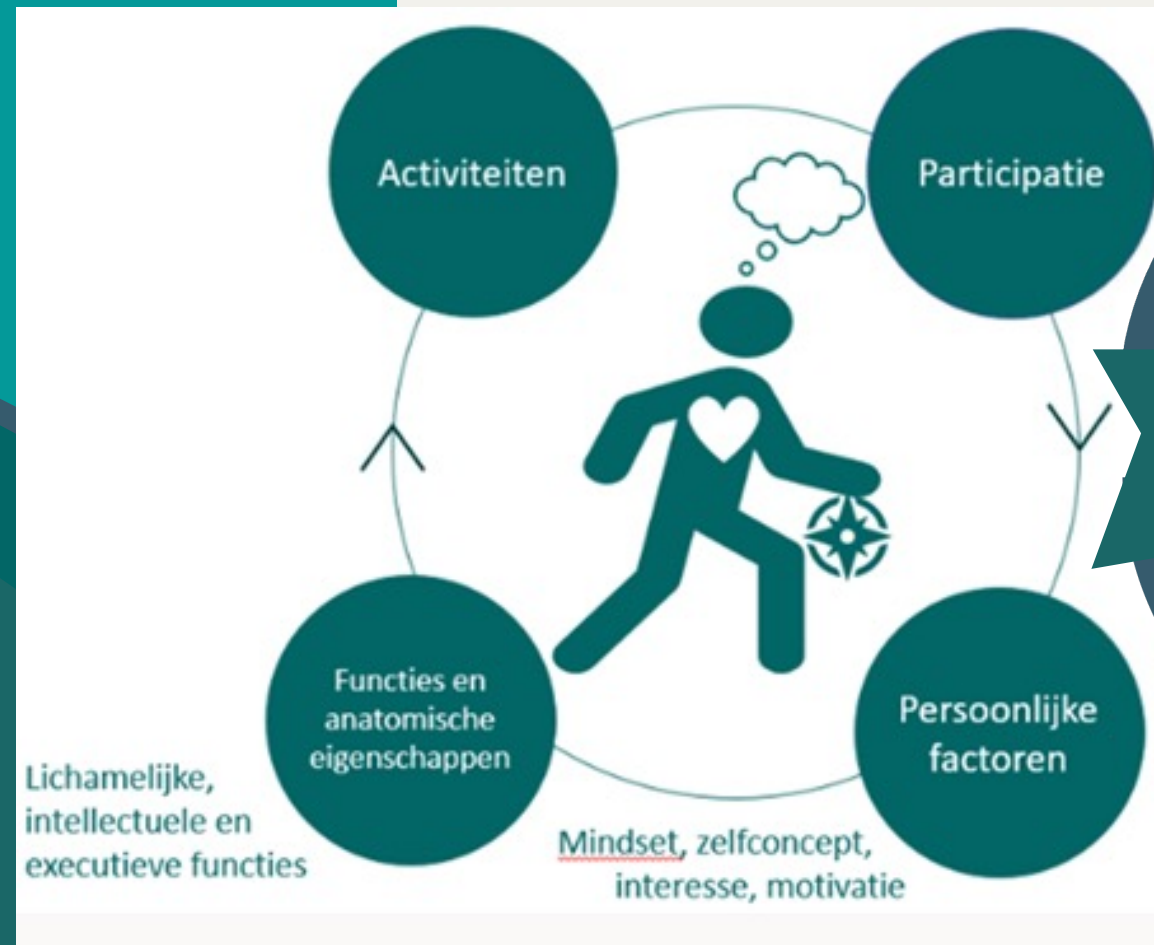 Activiteiten
Participatie
Functies en
anatomische
eigenschappen
Persoonlijke
factoren
Lichamelijke,
intellectuele en
executieve functies
Mindset, zelfconcept,
interesse, motivatie